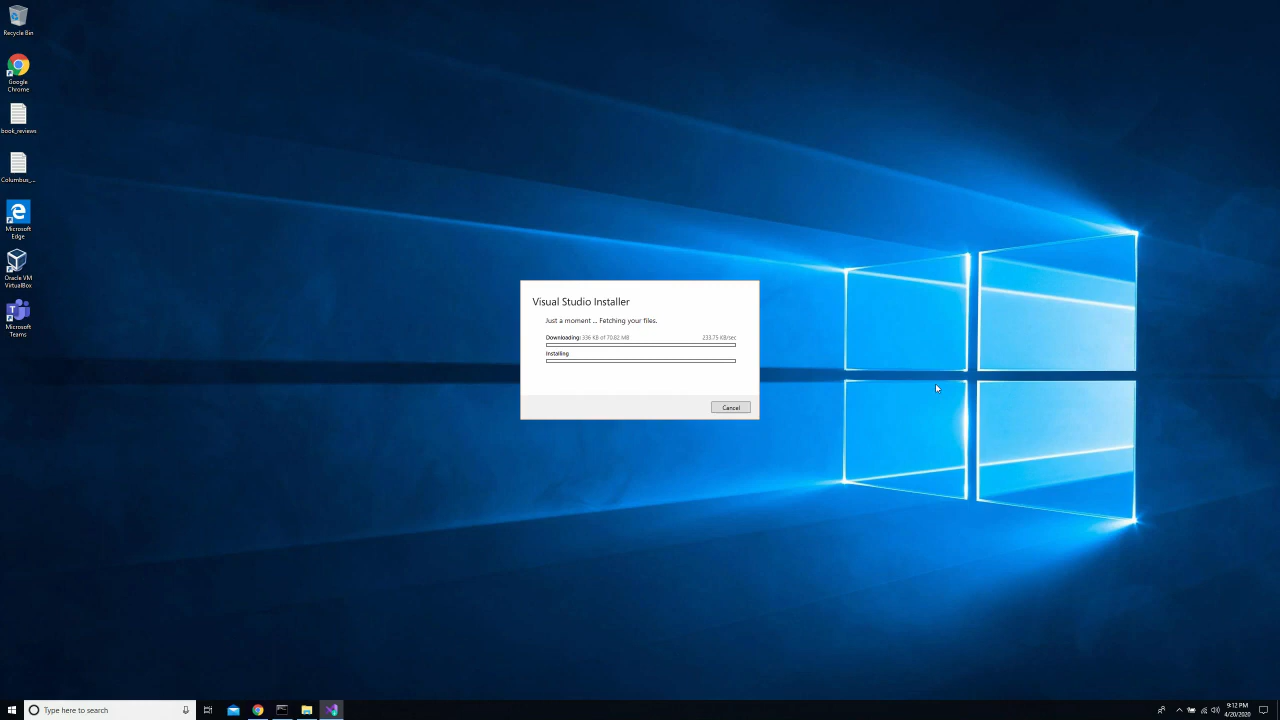 Recycle Bin
Google
Chrome
book_reviews
Columbus_...
Microsoft
Edge
Oracle VM
VirtualBox
Microsoft
Teams
Visual Studio Installer
Just a moment ... Fetching your files.
Downloading: 336 KB of 70.82 MB 233.75 KB/sec
Installing
Cancel
Type here to search
9:12 PM
4/20/2020